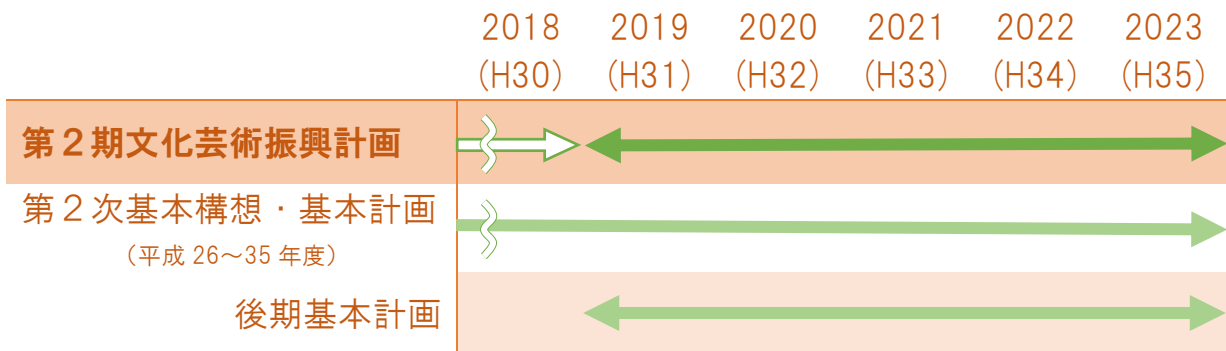 2018 2019 2020 2021 2022 2023
(H30) (H31) (H32) (H33) (H34) (H35)
第２期文化芸術振興計画
第２次基本構想・基本計画
（平成 26～35 年度）
後期基本計画